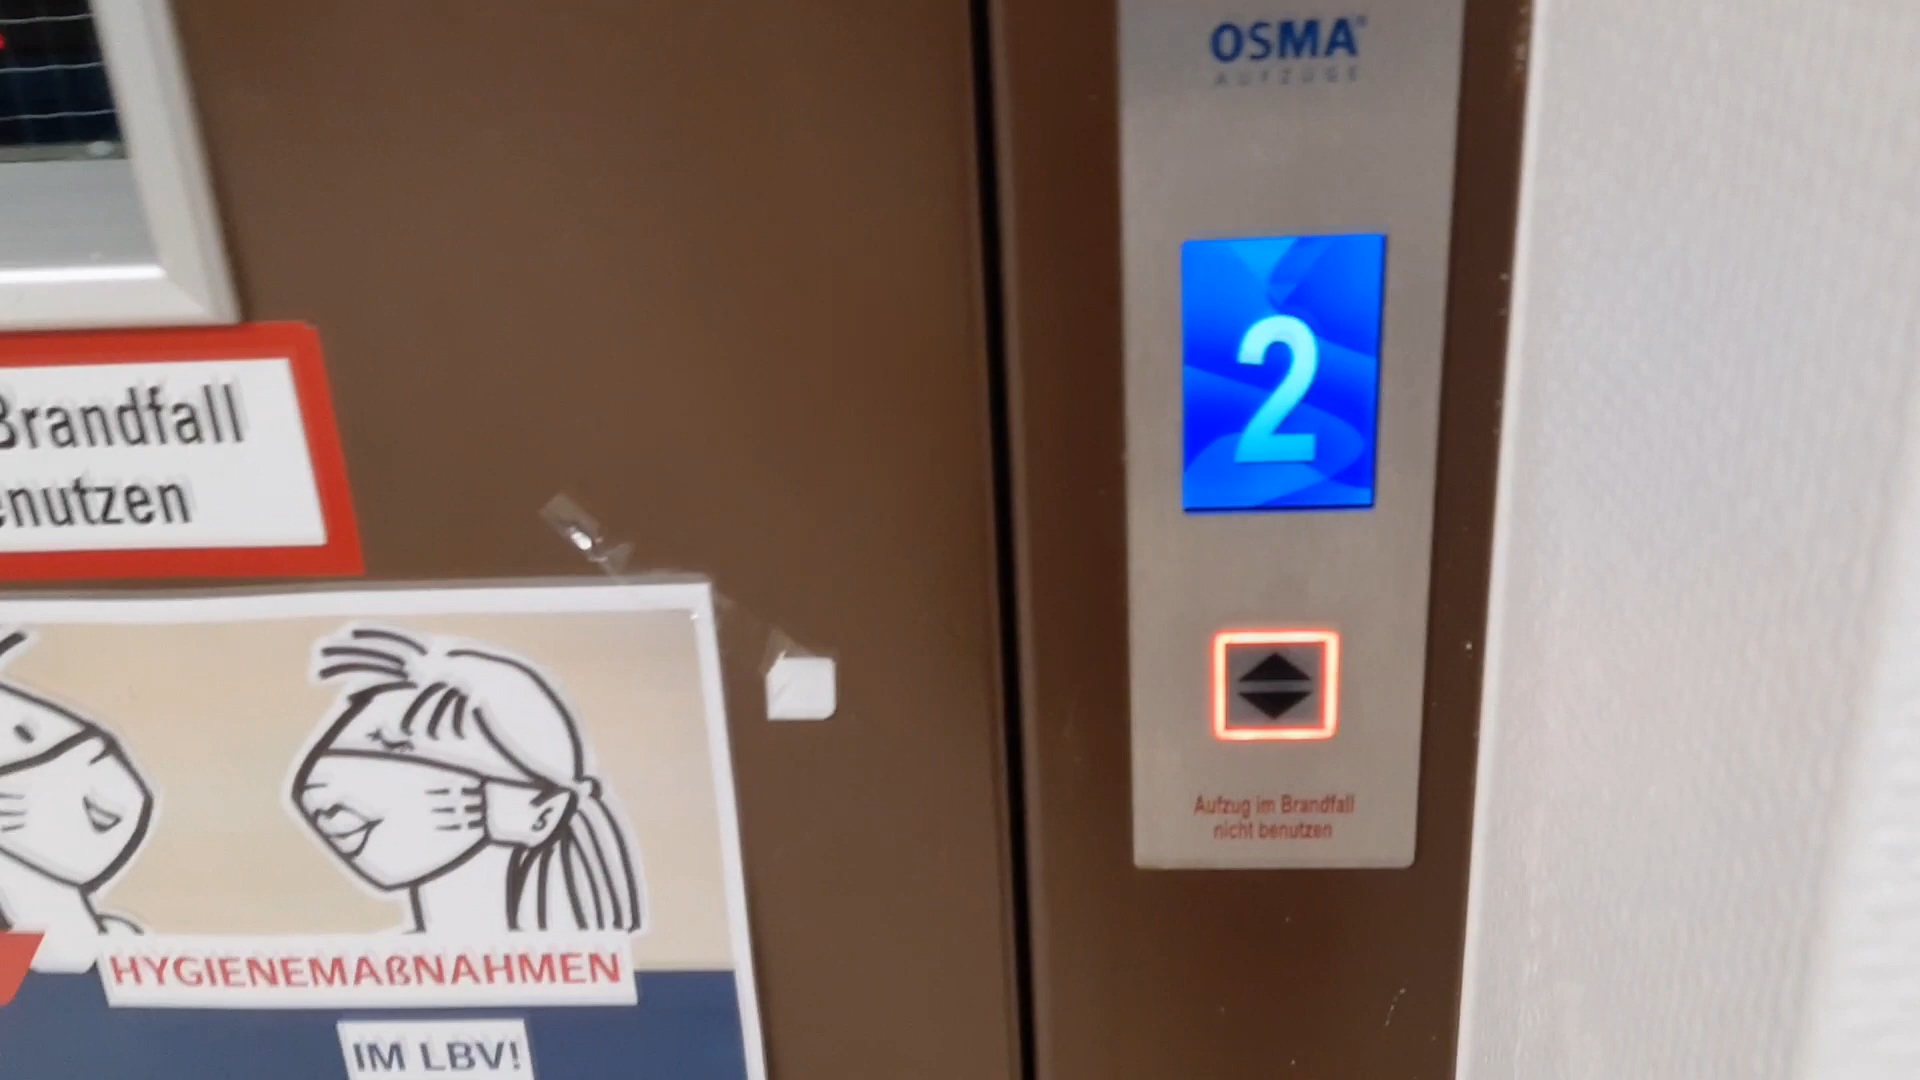 OSMA
AUFZÜGE
2
Brandfall
enutzen
Aufzug im Brandfall
nicht benutzen
HYGIENEMAßNAHMEN
IM LBV!